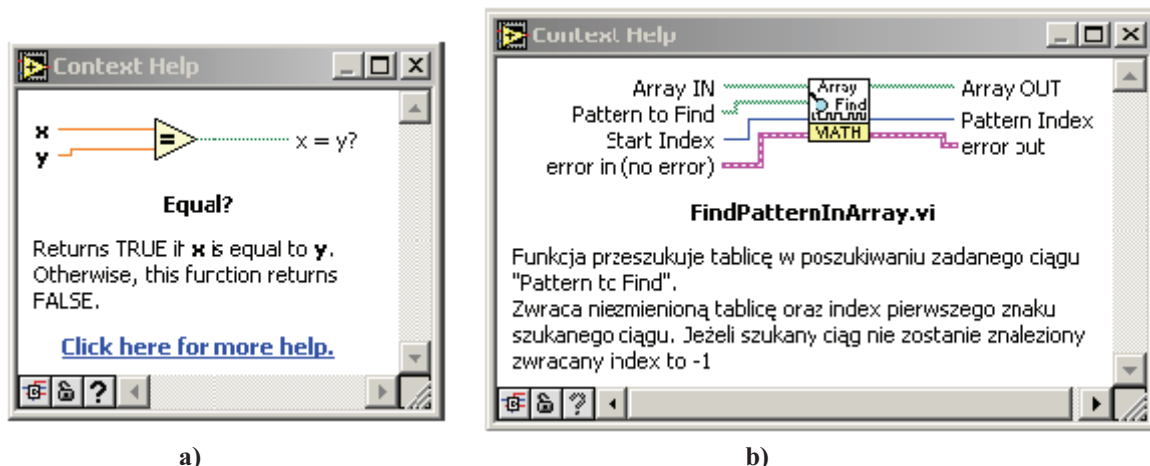 Context Help
x
y
=
x = y?
Equal?
Returns TRUE if x is equal to y.
Otherwise, this function returns
FALSE.
Click here for more help.
?
a)
Context Help
Array IN
Pattern to Find
Start Index
error in (no error)
Array
Find
MATH
Array OUT
Pattern Index
error out
FindPatternInArray.vi
Funkcja przeszukuje tablicę w poszukiwaniu zadanego ciągu
"Pattern to Find".
Zwraca niezmienioną tablicę oraz index pierwszego znaku
szukanego ciągu. Jeżeli szukany ciąg nie zostanie znaleziony
zwracany index to -1
?
b)